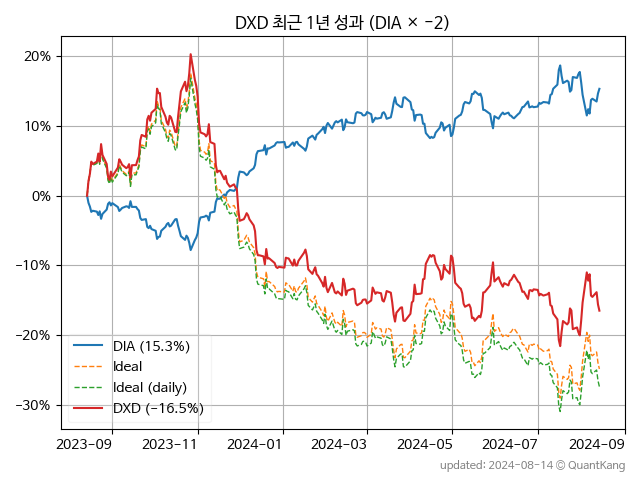 DXD 최근 1년 성과 (DIA × −2)
20%
10%
0%
−10%
−20%
−30%
DIA (15.3%)
Ideal
Ideal (daily)
DXD (−16.5%)
2023-09 2023-11 2024-01 2024-03 2024-05 2024-07 2024-09
updated: 2024-08-14 © QuantKang